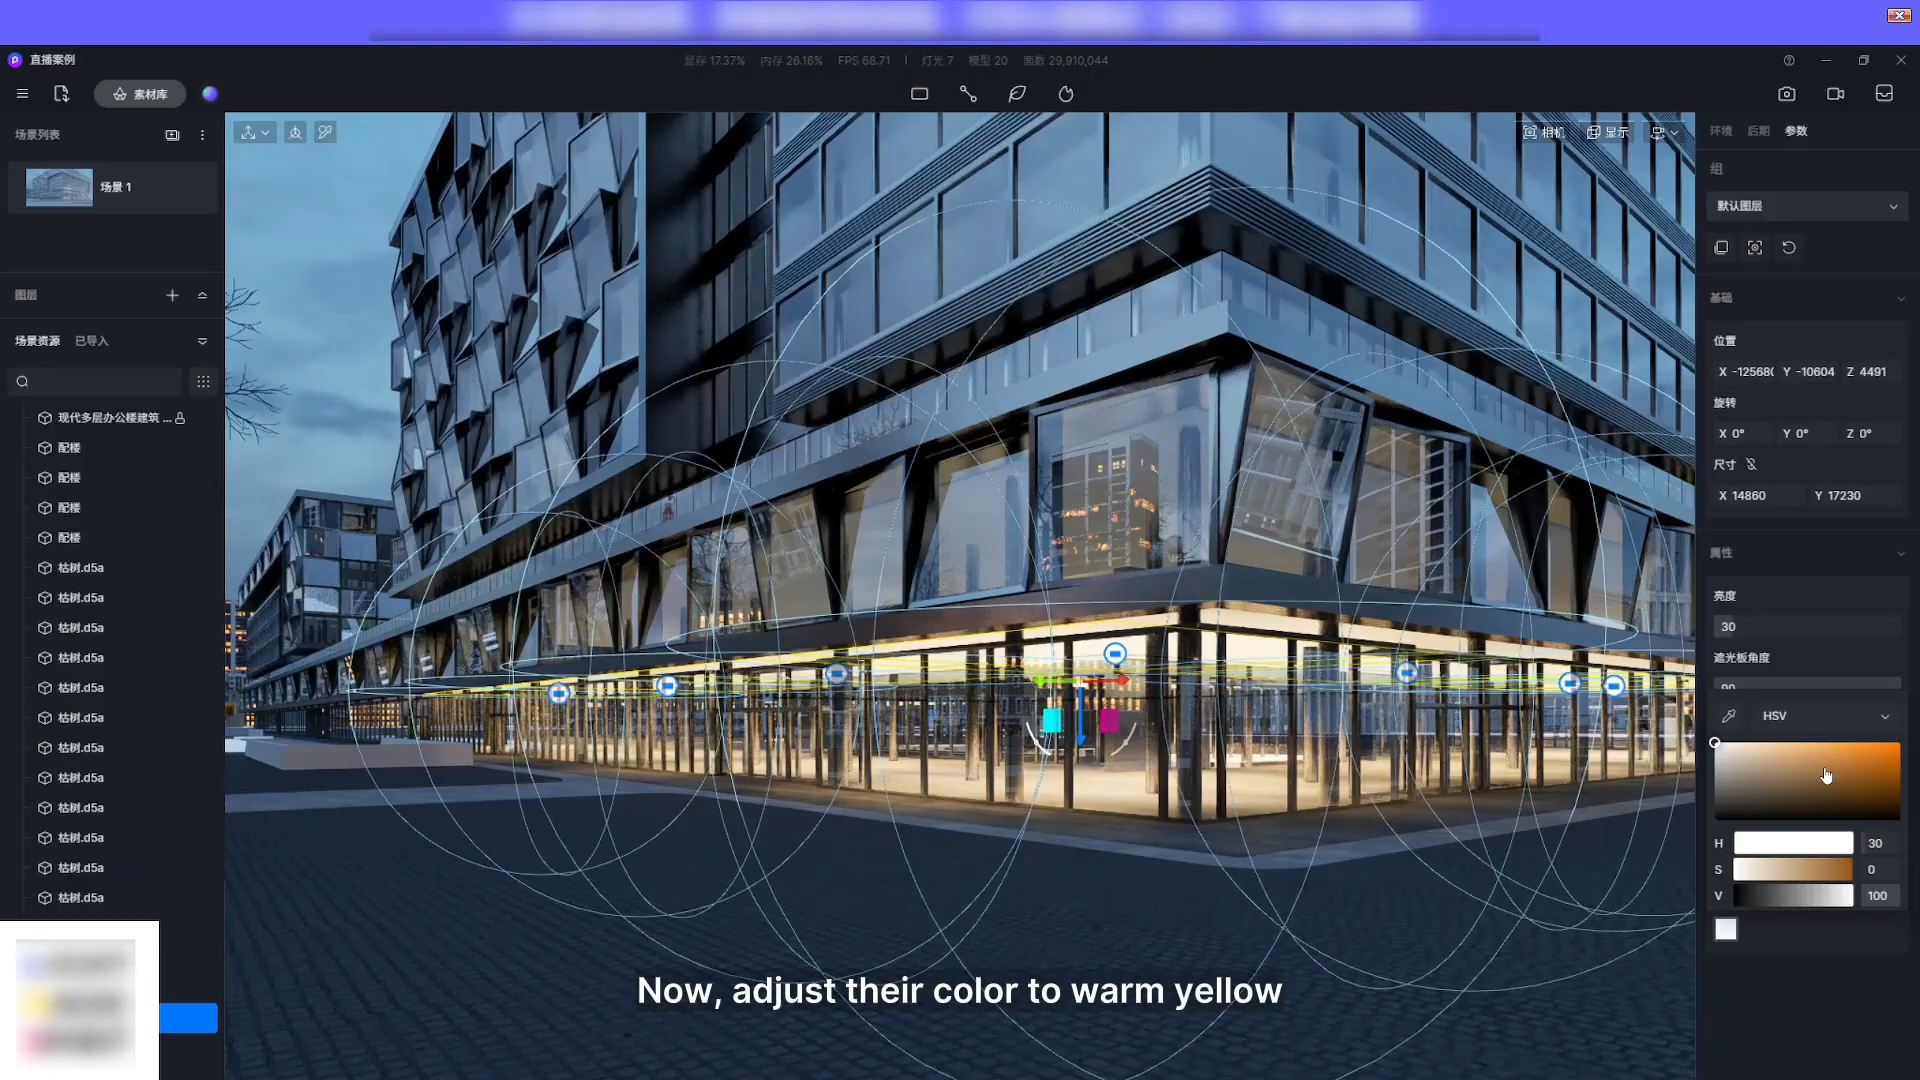 直播案例
显存 17.37% 内存 26.16% FPS 68.71 | 灯光 7 模型 20 面数 29,910,044
素材库
场景列表
相机 显示
环境 后期 参数
组
场景 1
默认图层
图层
基础
场景资源 已导入
位置
X -12568 Y -10604 Z 4491
旋转
X 0° Y 0° Z 0°
尺寸
X 14860 Y 17230
现代多层办公楼建筑 ...
配楼
配楼
配楼
配楼
枯树.d5a
枯树.d5a
枯树.d5a
枯树.d5a
枯树.d5a
枯树.d5a
枯树.d5a
枯树.d5a
枯树.d5a
枯树.d5a
枯树.d5a
枯树.d5a
属性
亮度
30
遮光板角度
90
HSV
H 30
S 0
V 100
Now, adjust their color to warm yellow